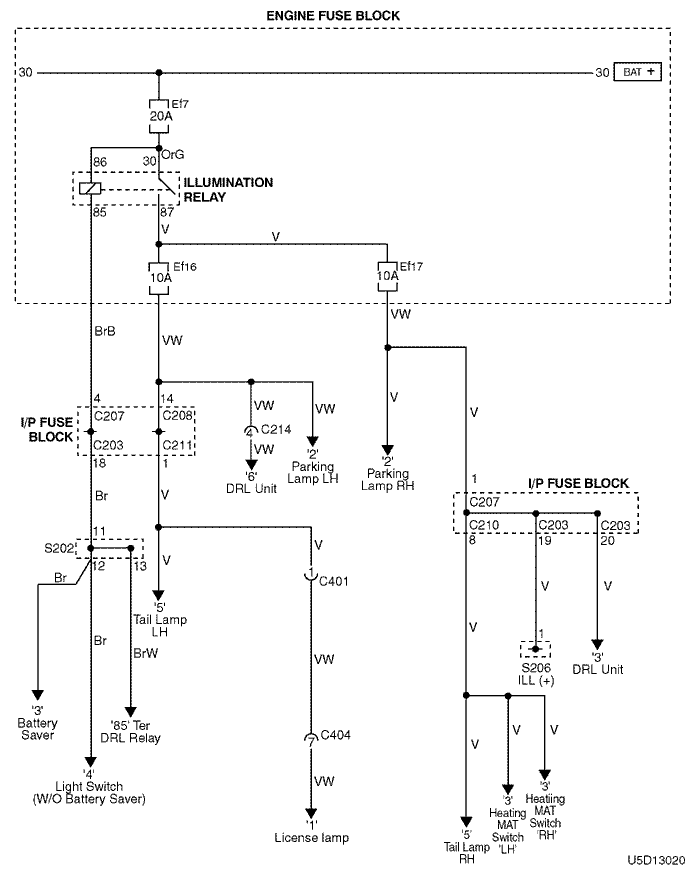 ENGINE FUSE BLOCK
30
30
BAT +
Ef7
20A
OrG
86
30
ILLUMINATION
RELAY
85
87
V
V
Ef16
10A
Ef17
10A
BrB
VW
VW
4
14
VW
VW
V
V
I/P FUSE
BLOCK
C207
C208
C203
C211
4
C214
VW
18
1
'6'
DRL Unit
'2'
Parking
Lamp LH
'2'
Parking
Lamp RH
1
I/P FUSE BLOCK
C207
C210
C203
C203
8
19
20
Br
V
11
S202
12
13
V
V
Br
1
C401
V
V
V
'5'
Tail Lamp
LH
Br
BrW
VW
1
S206
ILL (+)
'3'
DRL Unit
'3'
Battery
Saver
'85' Ter
DRL Relay
C404
7
V
V
V
'4'
Light Switch
(W/O Battery Saver)
VW
'1'
License lamp
'5'
Tail Lamp
RH
'3'
Heating
MAT
Switch
'LH'
'3'
Heatiing
MAT
Switch
'RH'
U5D13020